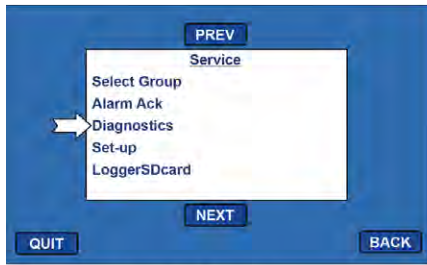 PREV
Service
Select Group
Alarm Ack
Diagnostics
Set-up
LoggerSDcard
NEXT
QUIT
BACK